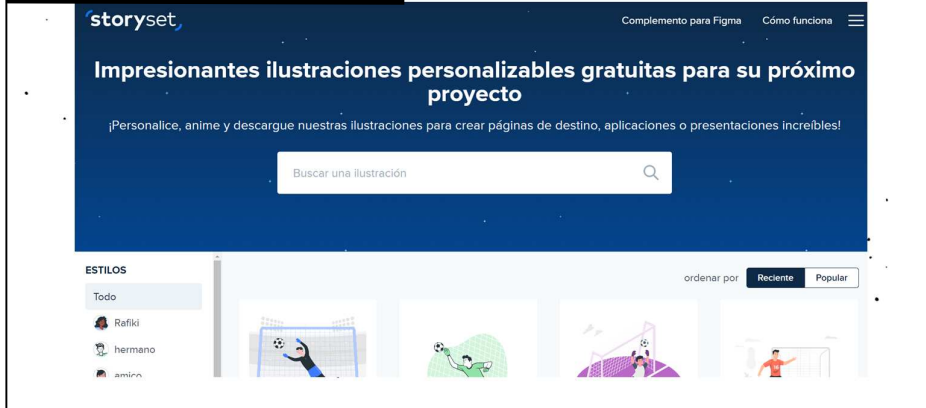 storyset
Complemento para Figma
Cómo funciona
Impresionantes ilustraciones personalizables gratuitas para su próximo
proyecto
¡Personalice, anime y descargue nuestras ilustraciones para crear páginas de destino, aplicaciones o presentaciones increíbles!
Buscar una ilustración
ESTILOS
ordenar por
Reciente
Popular
Todo
Rafiki
hermano
amico